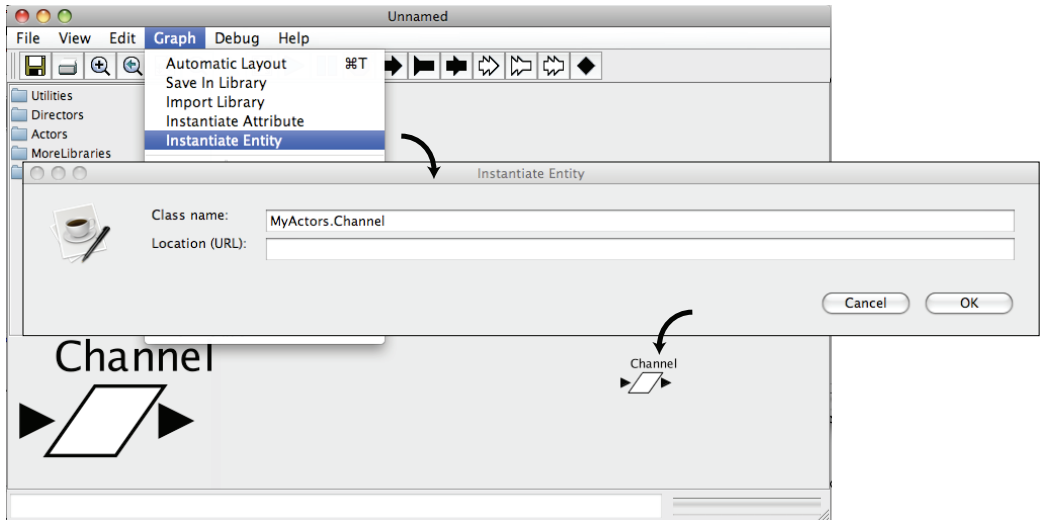 Unnamed
File View Edit Graph Debug Help
Automatic Layout ⌘T
Save In Library
Import Library
Instantiate Attribute
Instantiate Entity
Utilities
Directors
Actors
MoreLibraries
Instantiate Entity
Class name: MyActors.Channel
Location (URL):
Cancel OK
Channel
Channel